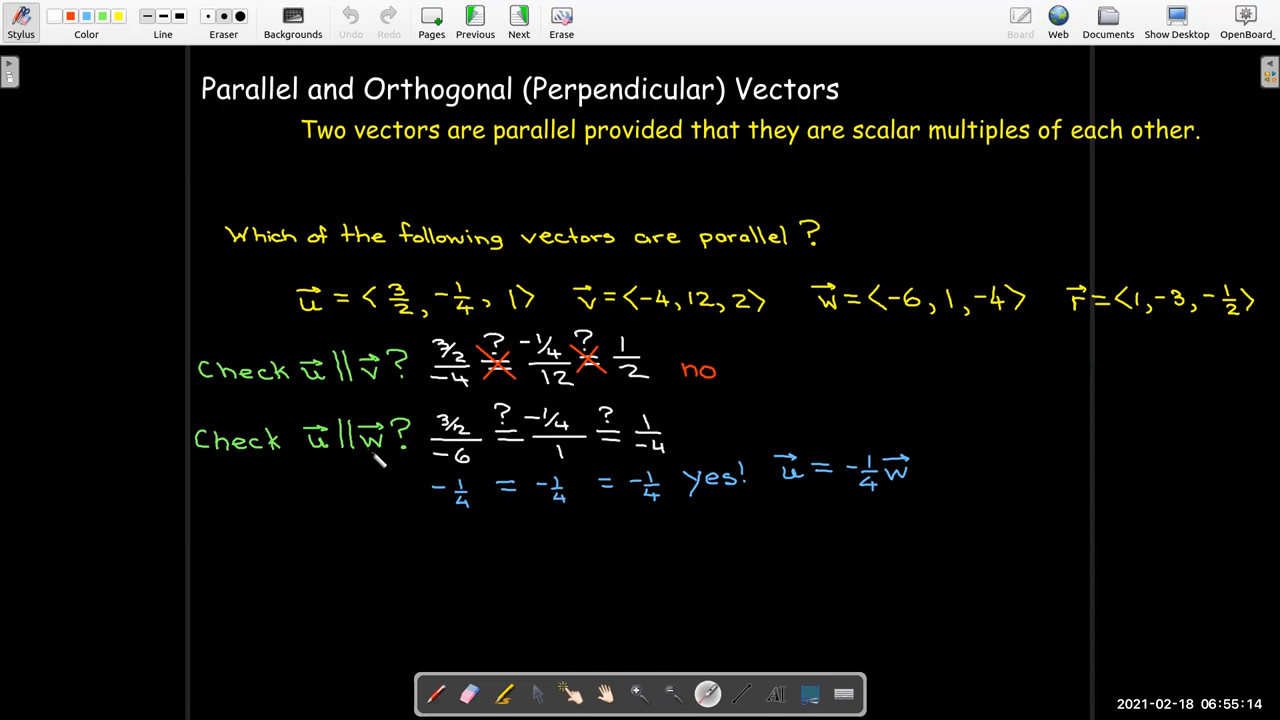 Stylus Color Line Eraser Backgrounds Undo Redo Pages Previous Next Erase Board Web Documents Show Desktop OpenBoard
Parallel and Orthogonal (Perpendicular) Vectors
Two vectors are parallel provided that they are scalar multiples of each other.
Which of the following vectors are parallel ?
u⃗ = ⟨3/2, -1/4, 1⟩ v⃗ = ⟨-4, 12, 2⟩ w⃗ = ⟨-6, 1, -4⟩ r⃗ = ⟨1, -3, -1/2⟩
Check u⃗ || v⃗ ? (3/2)/(-4) ?= (-1/4)/12 ?= 1/2 no
Check u⃗ || w⃗ ? (3/2)/(-6) ?= (-1/4)/1 ?= 1/(-4)
-1/4 = -1/4 = -1/4 yes! u⃗ = -1/4 w⃗
AI
2021-02-18 06:55:14